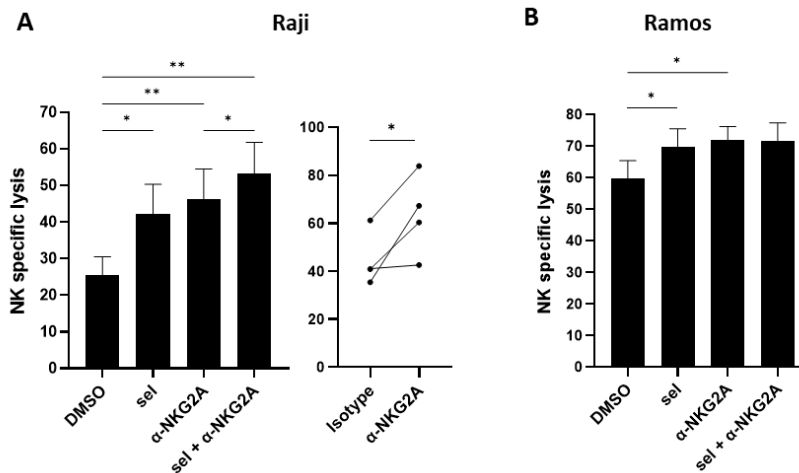 A
Raji
B
Ramos
**
**
*
*
NK specific lysis
70
60
50
40
30
20
10
0
DMSO
sel
α-NKG2A
sel + α-NKG2A
*
100
80
60
40
20
0
Isotype
α-NKG2A
*
*
NK specific lysis
80
70
60
50
40
30
20
10
0
DMSO
sel
α-NKG2A
sel + α-NKG2A